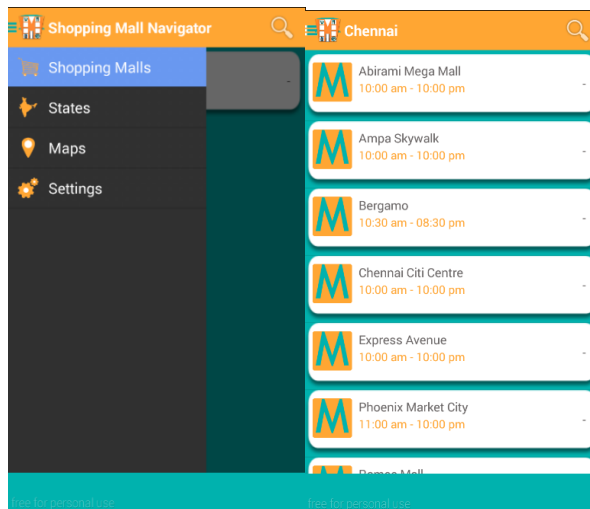 Shopping Mall Navigator
Shopping Malls
States
Maps
Settings
-
free for personal use
Chennai
Abirami Mega Mall
10:00 am - 10:00 pm
-
Ampa Skywalk
10:00 am - 10:00 pm
-
Bergamo
10:30 am - 08:30 pm
-
Chennai Citi Centre
10:00 am - 10:00 pm
-
Express Avenue
10:00 am - 10:00 pm
-
Phoenix Market City
11:00 am - 10:00 pm
-
Mall
free for personal use